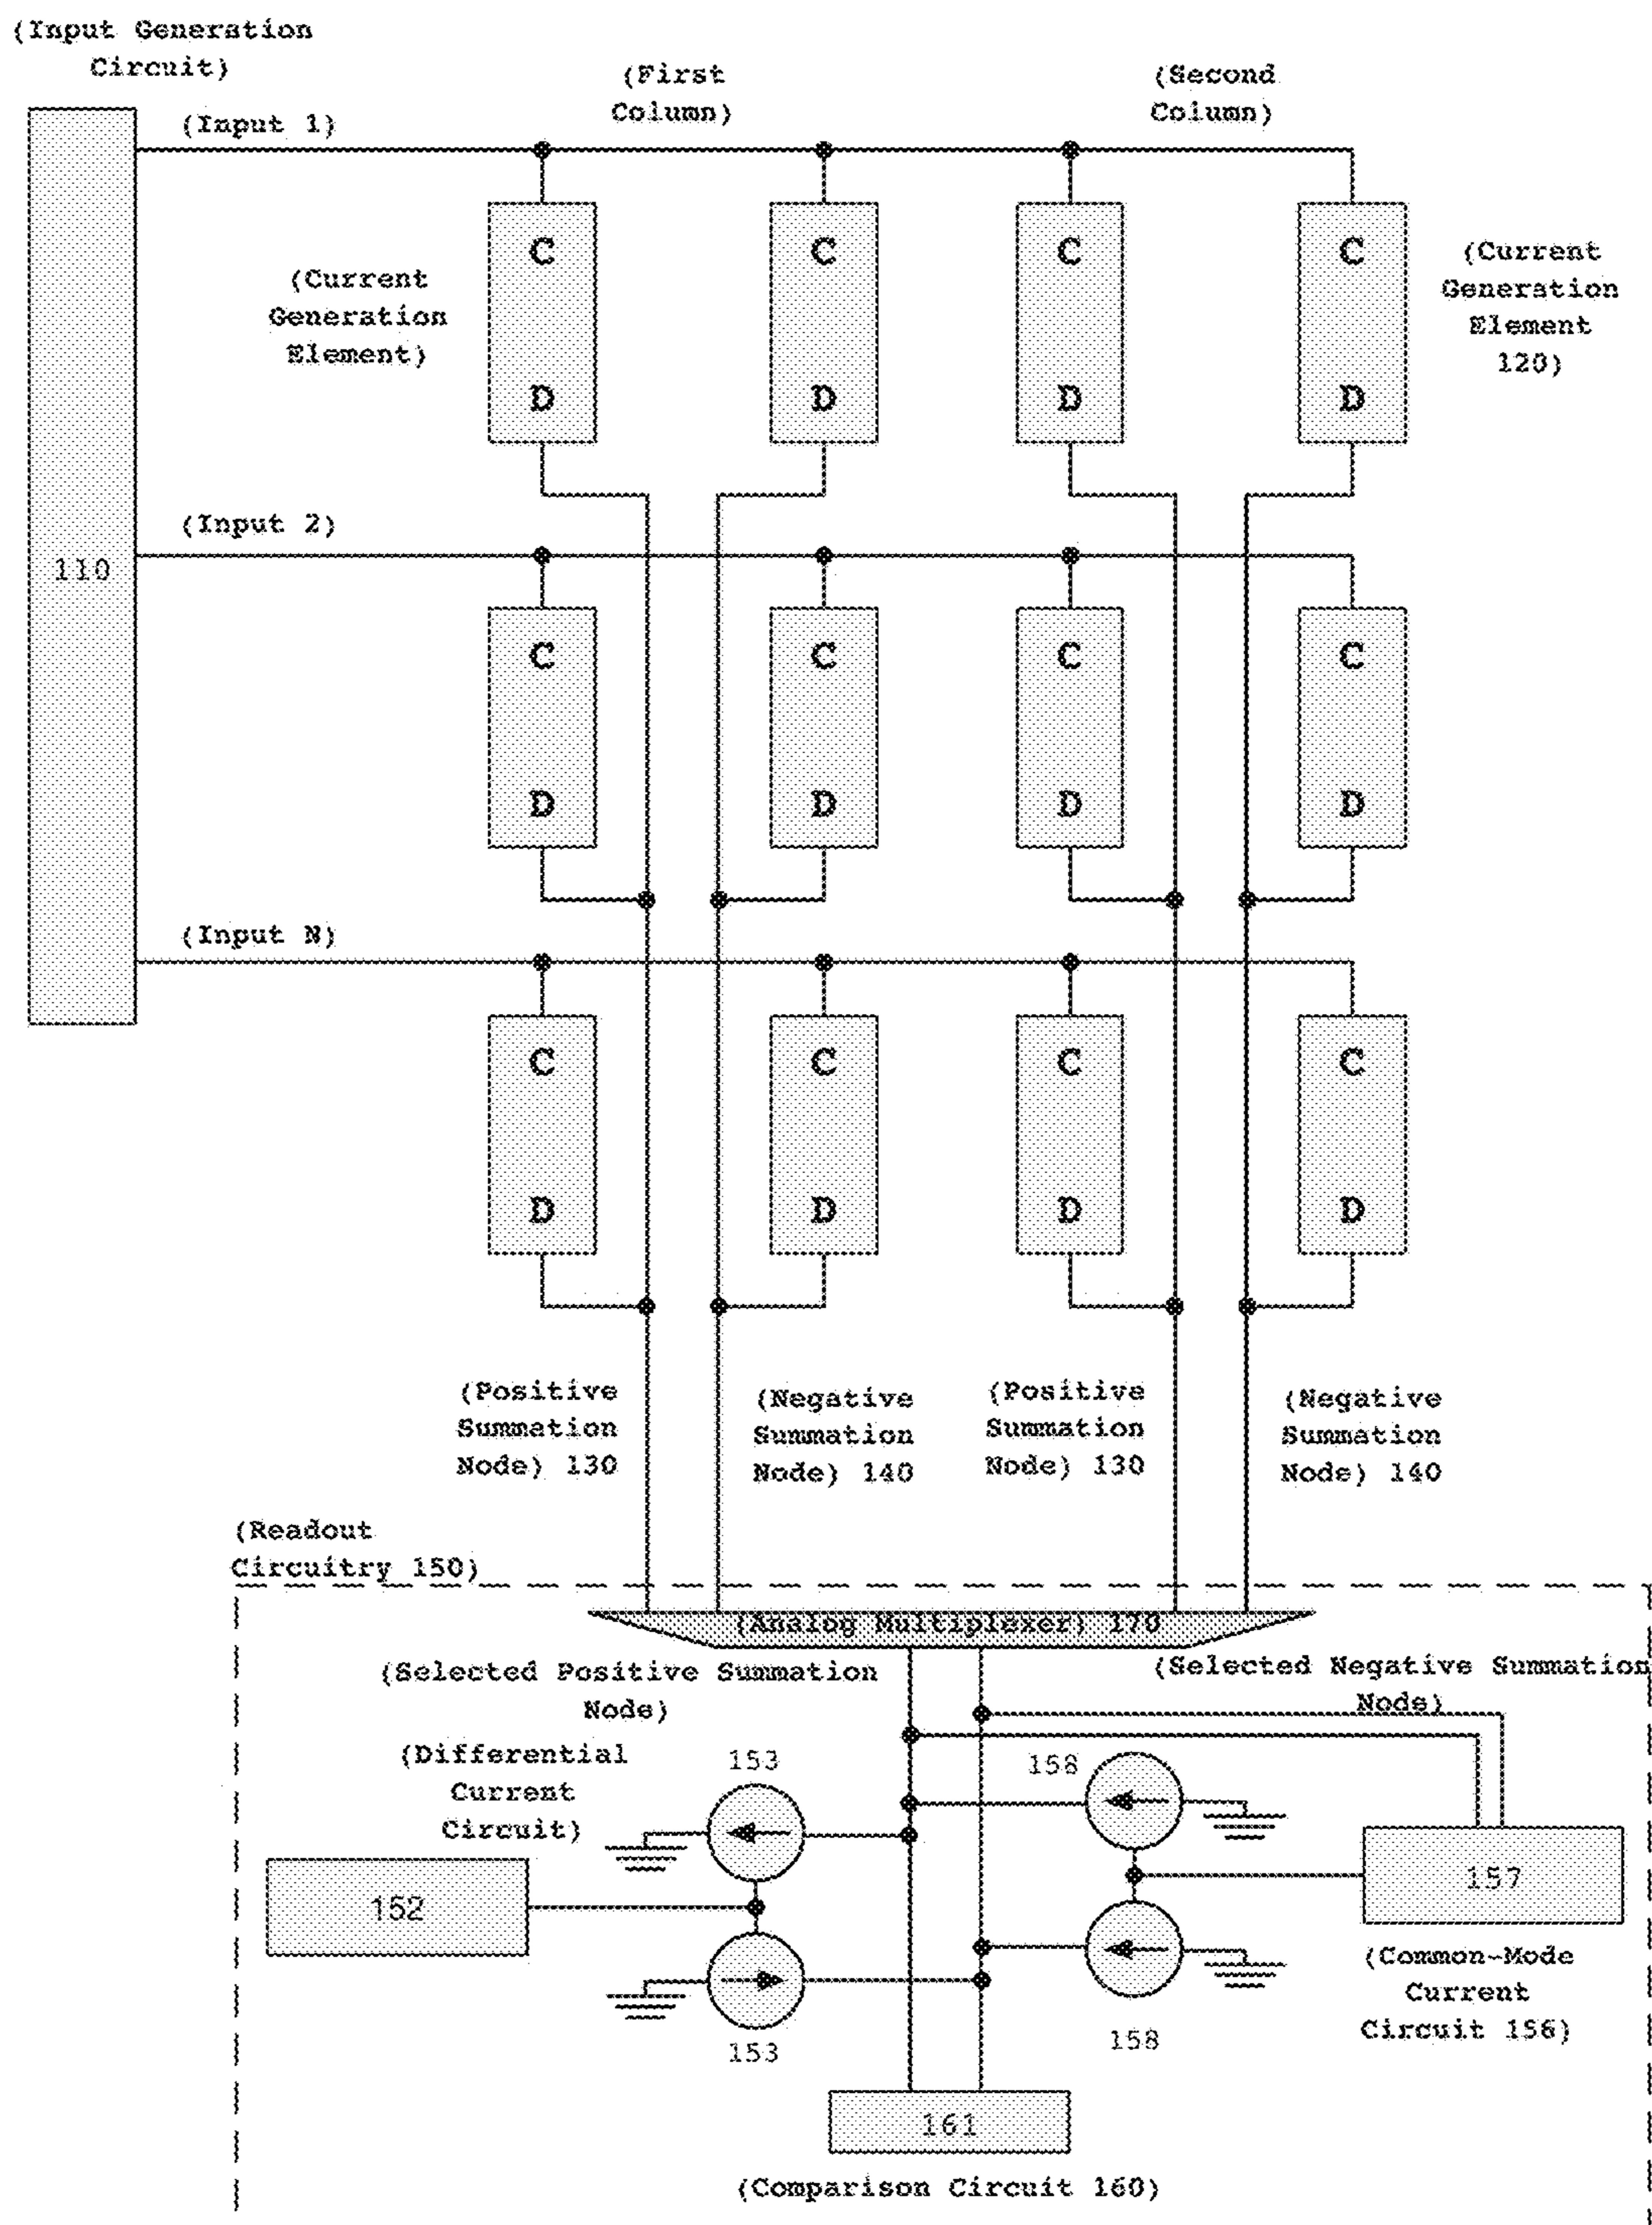 (Input Generation
Circuit)
(First
Column)
(Second
Column)
(Input 1)
C
C
C
C
(Current
Generation
Element)
(Current
Generation
Element
120)
D
D
D
D
(Input 2)
110
C
C
C
C
D
D
D
D
(Input N)
C
C
C
C
D
D
D
D
(Positive
Summation
Node) 130
(Negative
Summation
Node) 140
(Positive
Summation
Node) 130
(Negative
Summation
Node) 140
(Readout
Circuitry 150)
(Analog Multiplexer) 170
(Selected Positive Summation
Node)
(Selected Negative Summation
Node)
(Differential
Current
Circuit)
153
158
152
157
153
158
(Common-Mode
Current
Circuit 156)
161
(Comparison Circuit 160)